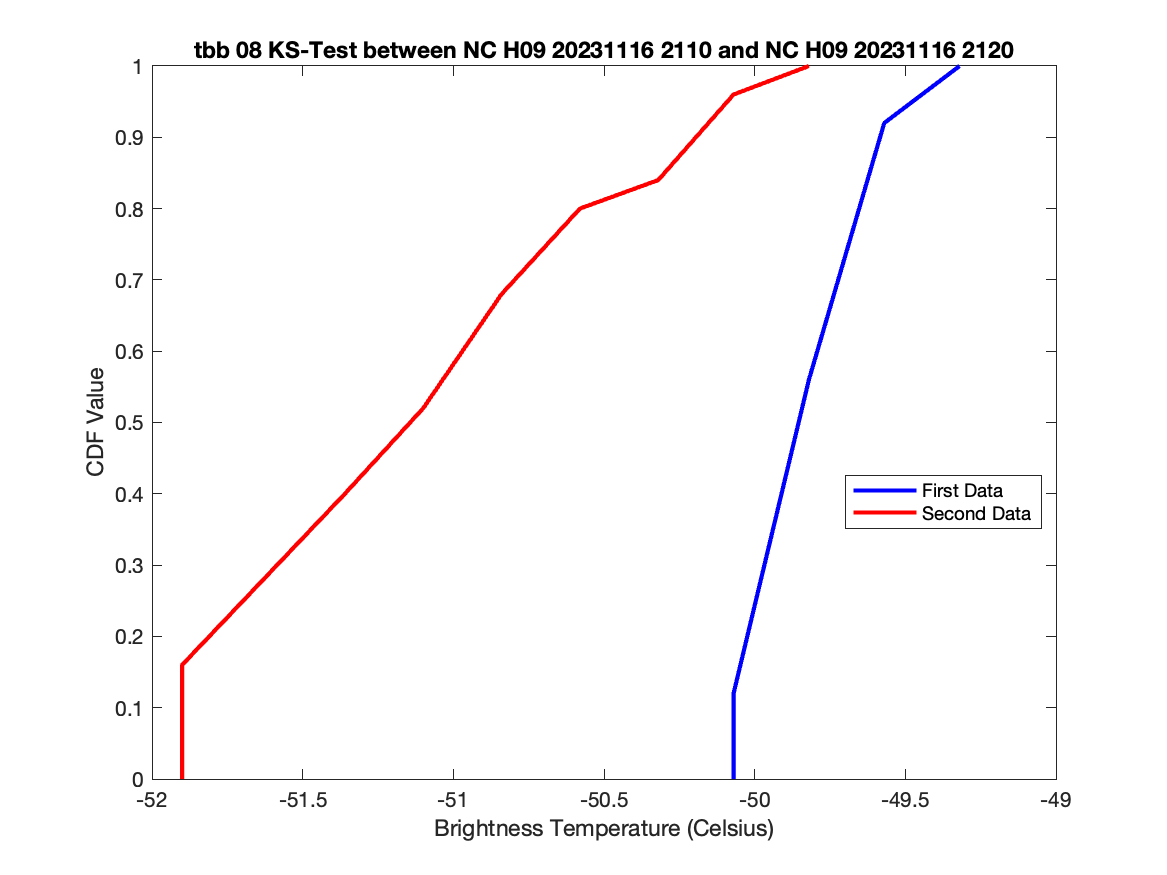 tbb 08 KS-Test between NC H09 20231116 2110 and NC H09 20231116 2120
1
0.9
0.8
0.7
0.6
0.5
0.4
0.3
0.2
0.1
0
CDF Value
First Data
Second Data
-52 -51.5 -51 -50.5 -50 -49.5 -49
Brightness Temperature (Celsius)